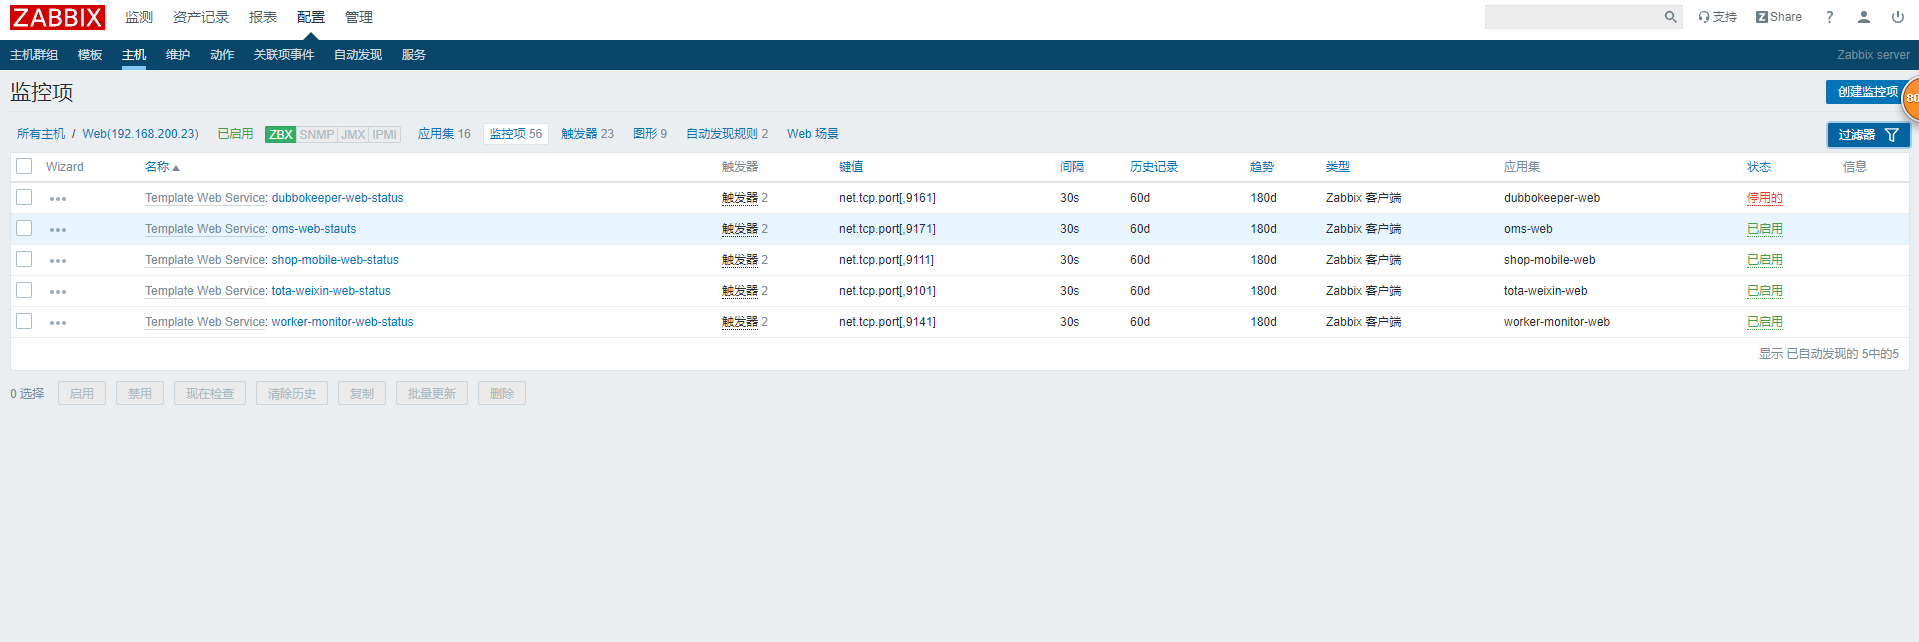 ZABBIX 监测 资产记录 报表 配置 管理 支持 Z Share ?
主机群组 模板 主机 维护 动作 关联项事件 自动发现 服务 Zabbix server
监控项 创建监控项 80
所有主机 / Web(192.168.200.23) 已启用 ZBX SNMP JMX IPMI 应用集 16 监控项 56 触发器 23 图形 9 自动发现规则 2 Web 场景 过滤器
Wizard 名称 触发器 键值 间隔 历史记录 趋势 类型 应用集 状态 信息
Template Web Service: dubbokeeper-web-status 触发器 2 net.tcp.port[,9161] 30s 60d 180d Zabbix 客户端 dubbokeeper-web 停用的
Template Web Service: oms-web-stauts 触发器 2 net.tcp.port[,9171] 30s 60d 180d Zabbix 客户端 oms-web 已启用
Template Web Service: shop-mobile-web-status 触发器 2 net.tcp.port[,9111] 30s 60d 180d Zabbix 客户端 shop-mobile-web 已启用
Template Web Service: tota-weixin-web-status 触发器 2 net.tcp.port[,9101] 30s 60d 180d Zabbix 客户端 tota-weixin-web 已启用
Template Web Service: worker-monitor-web-status 触发器 2 net.tcp.port[,9141] 30s 60d 180d Zabbix 客户端 worker-monitor-web 已启用
显示 已自动发现的 5中的5
0 选择 启用 禁用 现在检查 清除历史 复制 批量更新 删除